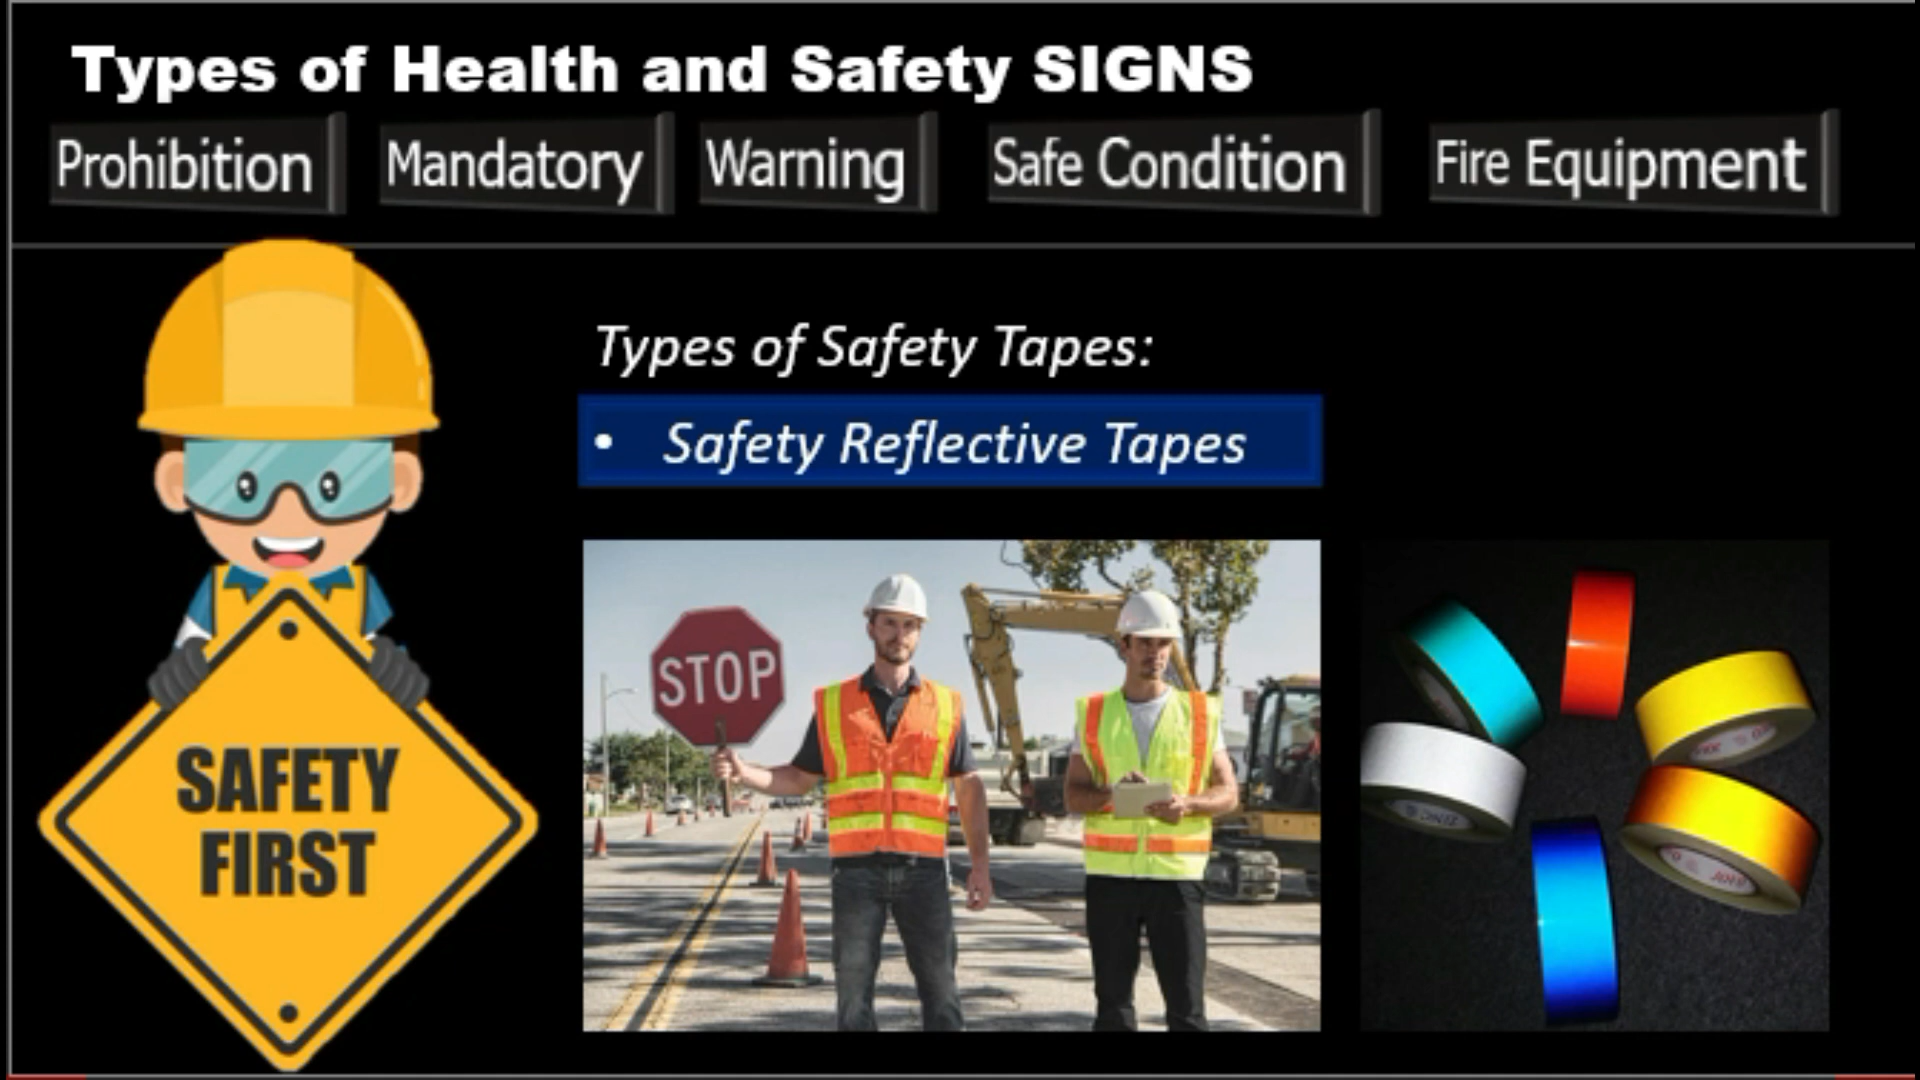 Types of Health and Safety SIGNS
Prohibition Mandatory Warning Safe Condition Fire Equipment
Types of Safety Tapes:
• Safety Reflective Tapes
SAFETY
FIRST
STOP